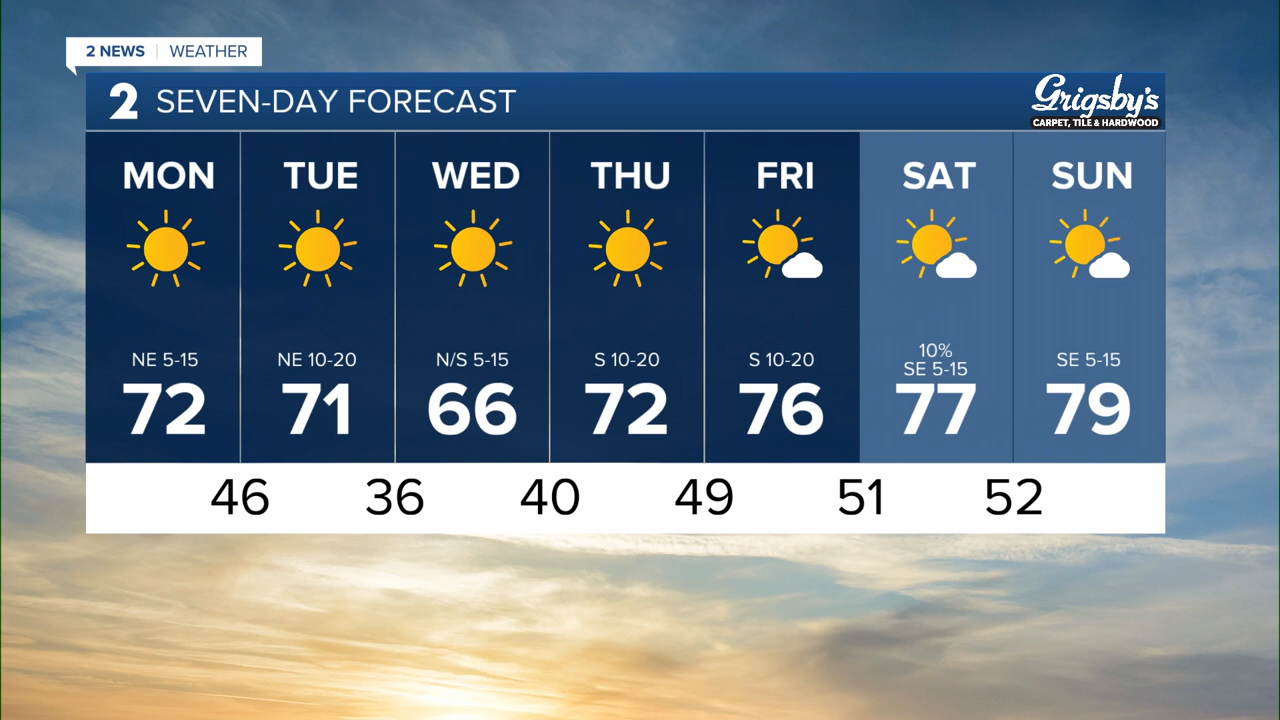 2 NEWS | WEATHER
2 SEVEN-DAY FORECAST
Grigsby's
CARPET, TILE & HARDWOOD
MON TUE WED THU FRI SAT SUN
10%
NE 5-15 NE 10-20 N/S 5-15 S 10-20 S 10-20 SE 5-15 SE 5-15
72 71 66 72 76 77 79
46 36 40 49 51 52